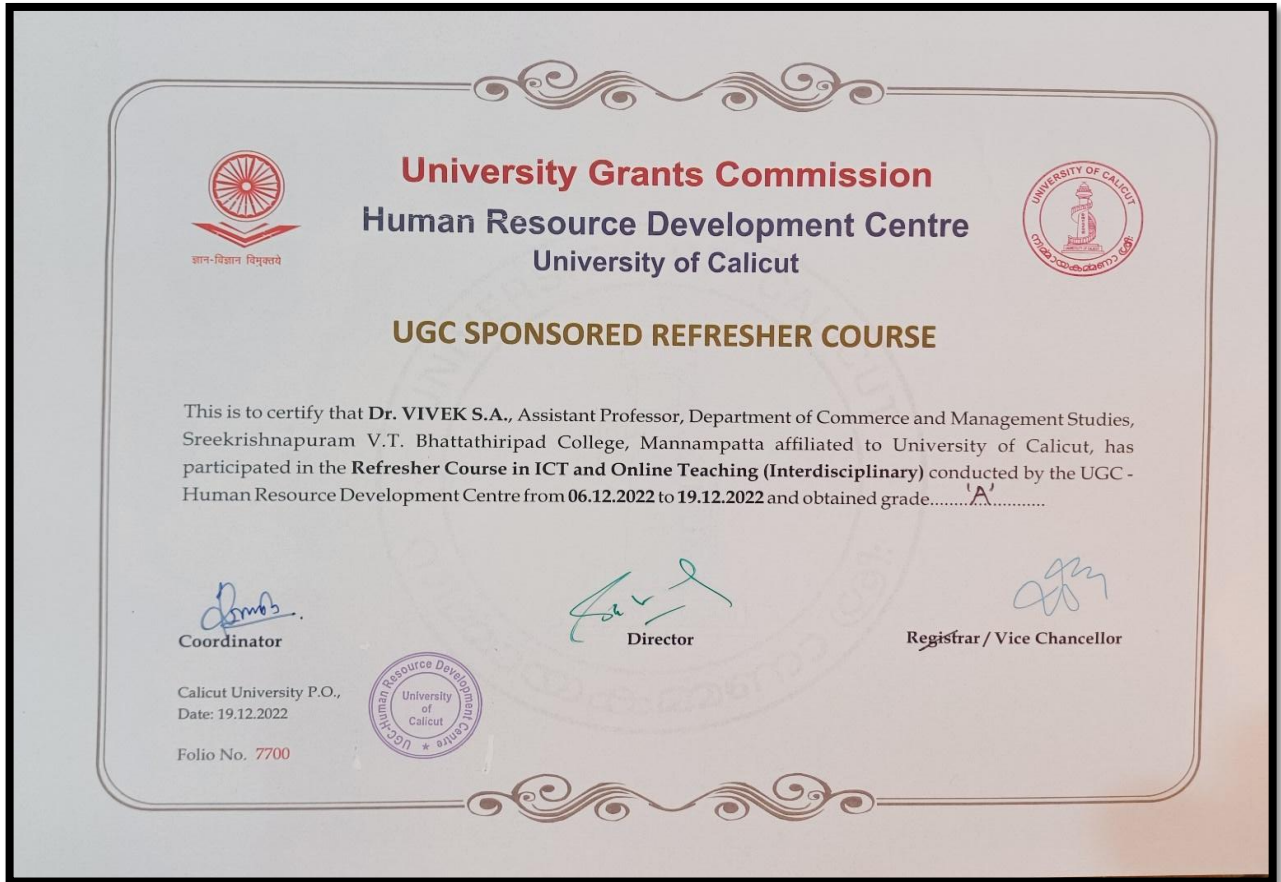 University Grants Commission
Human Resource Development Centre
University of Calicut
ज्ञान-विज्ञान विमुक्तये
UNIVERSITY OF CALICUT
നിർമ്മായകർമ്മണാ ശ്രീഃ
UGC SPONSORED REFRESHER COURSE
This is to certify that Dr. VIVEK S.A., Assistant Professor, Department of Commerce and Management Studies,
Sreekrishnapuram V.T. Bhattathiripad College, Mannampatta affiliated to University of Calicut, has
participated in the Refresher Course in ICT and Online Teaching (Interdisciplinary) conducted by the UGC -
Human Resource Development Centre from 06.12.2022 to 19.12.2022 and obtained grade........'A'............
Coordinator
Director
Registrar / Vice Chancellor
Calicut University P.O.,
Date: 19.12.2022
Folio No. 7700
UGC-Human Resource Development Centre
University
of
Calicut